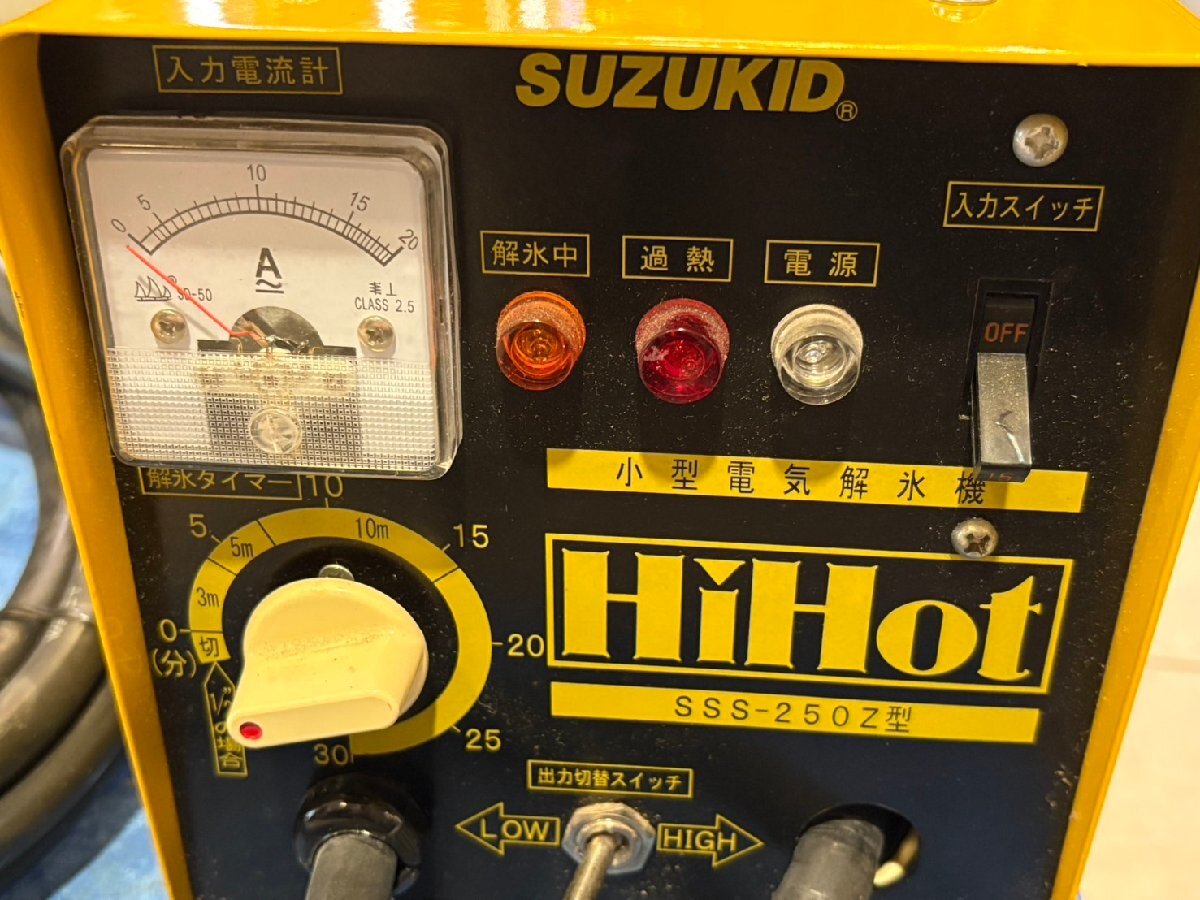 入力電流計
SUZUKID®
0 5 10 15 20
A
SD-50
CLASS 2.5
解氷中
過熱
電源
入力スイッチ
OFF
小型電気解氷機
HiHot
SSS-250Z型
解氷タイマー
0 5 10 15 20 25 30
(分)
切 3m 5m 10m
出力切替スイッチ
LOW HIGH